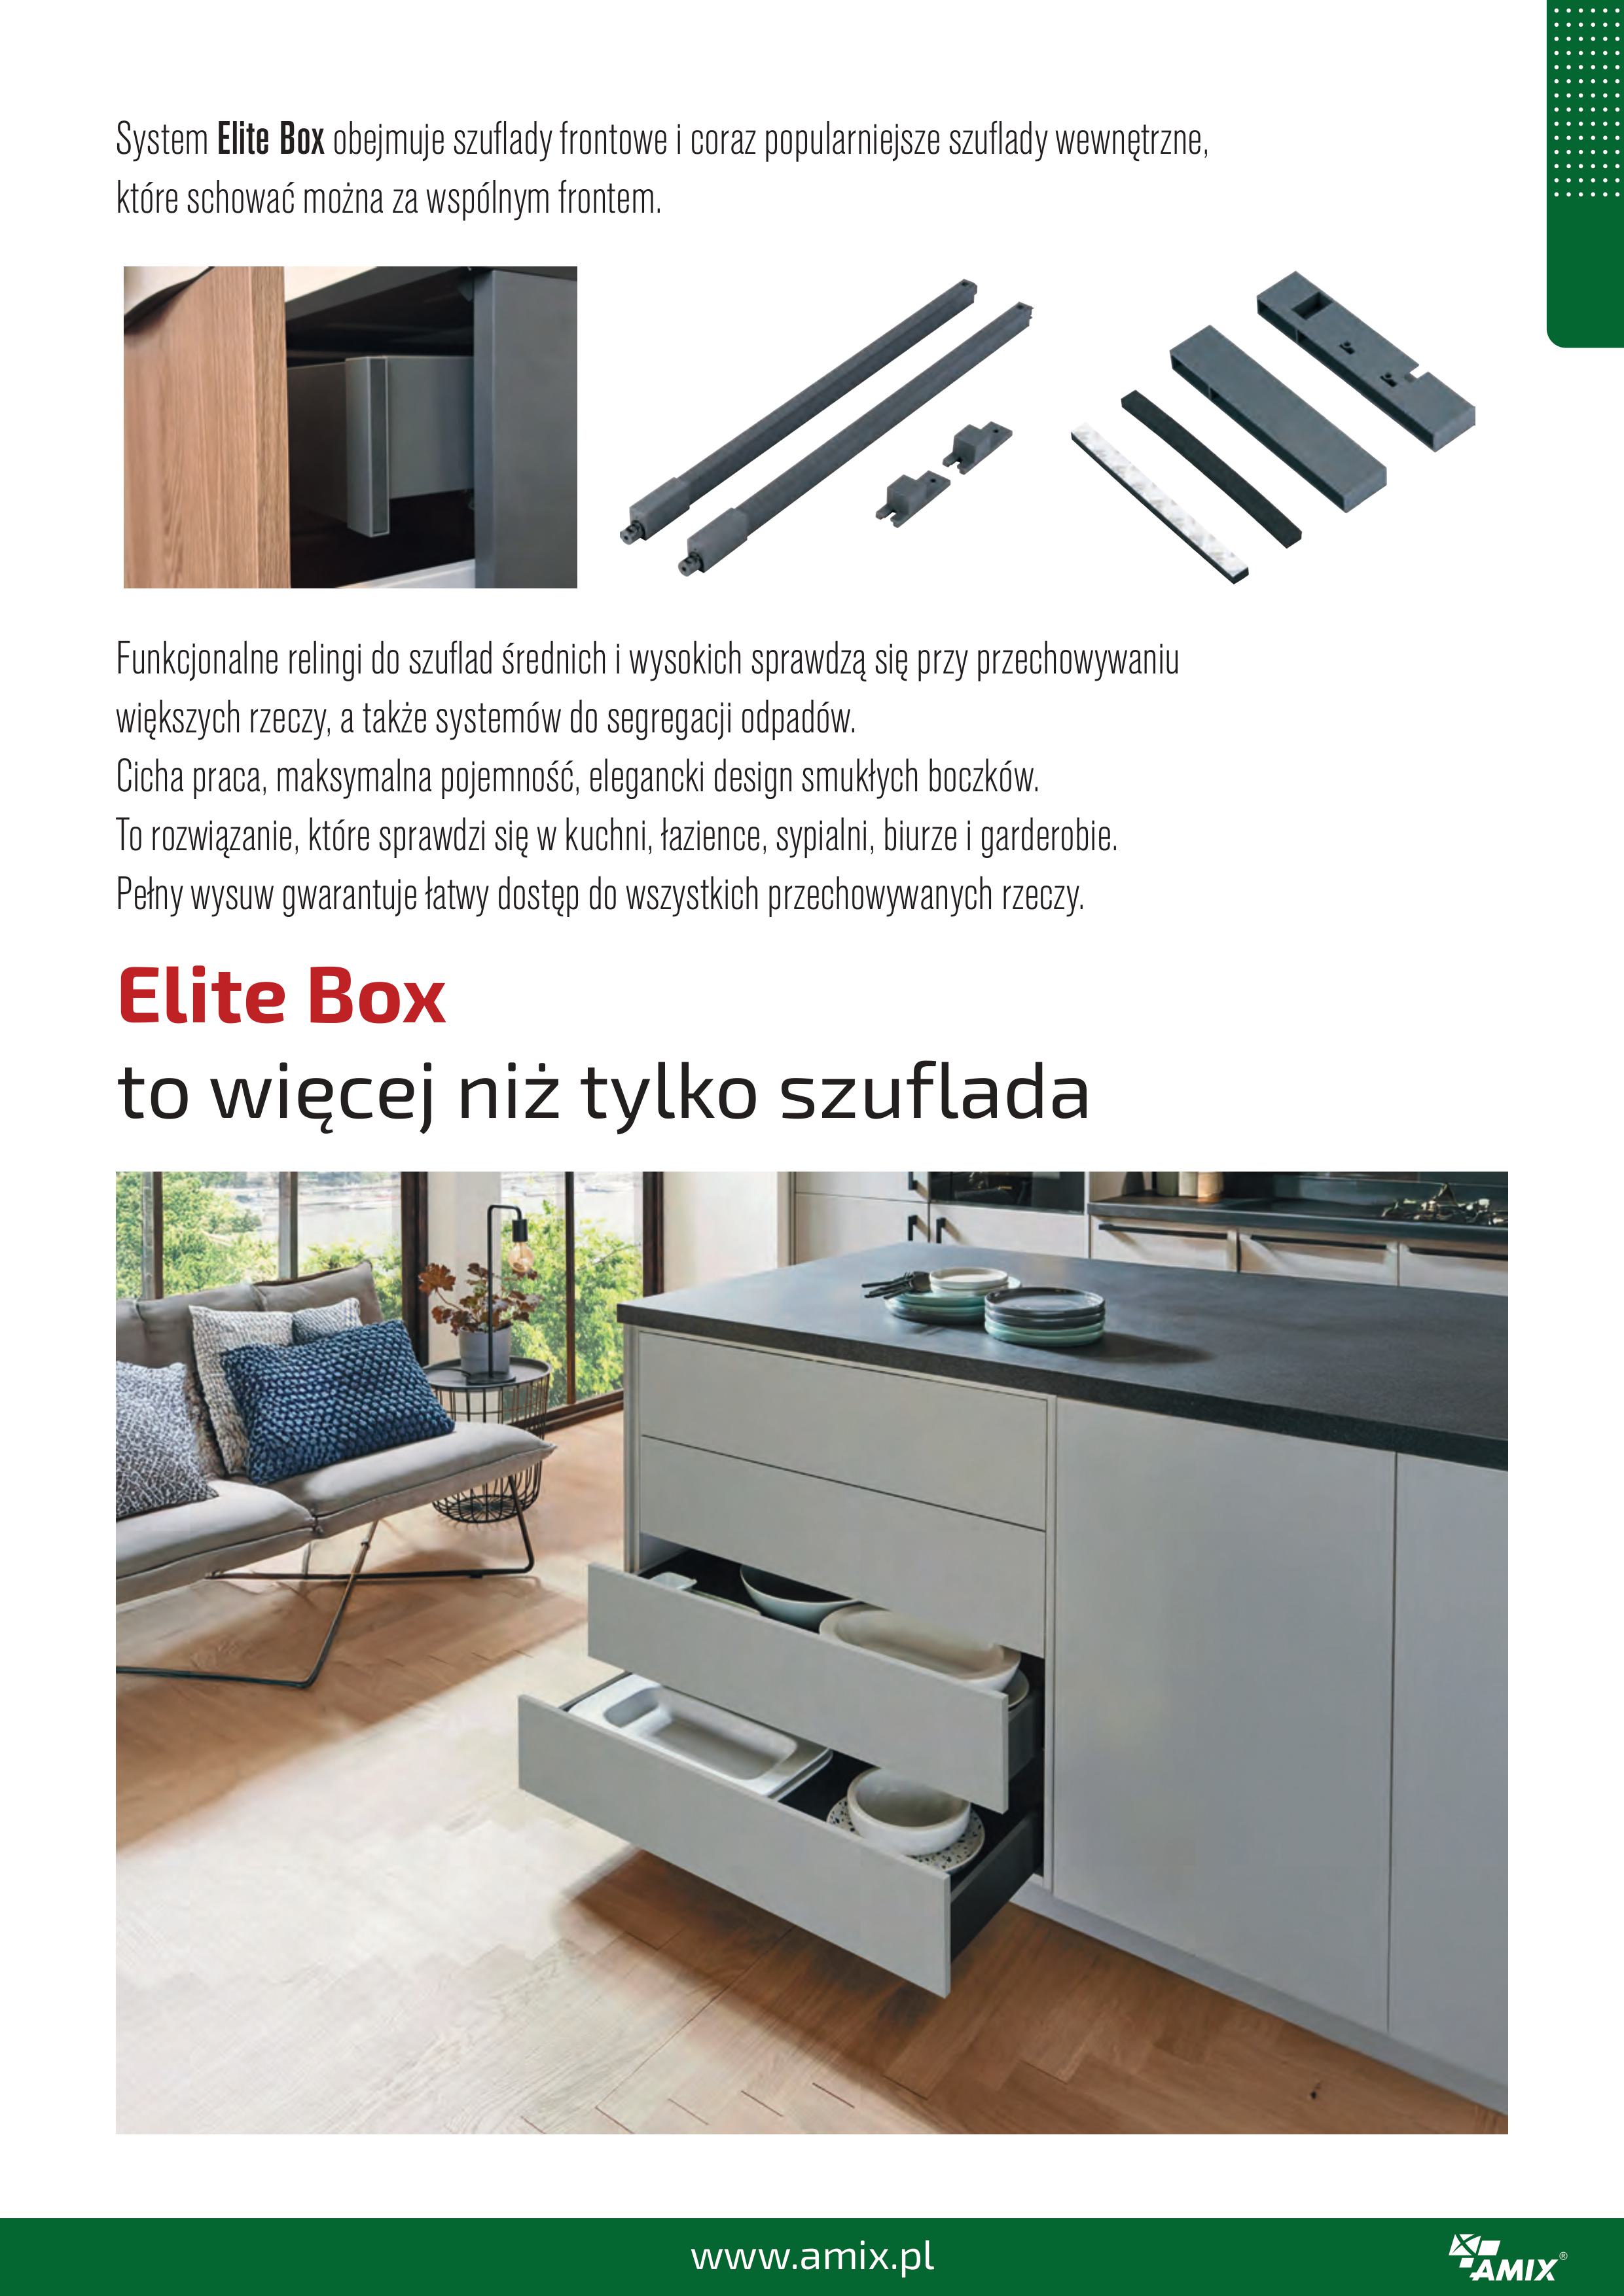 System Elite Box obejmuje szuflady frontowe i coraz popularniejsze szuflady wewnętrzne,
które schować można za wspólnym frontem.
Funkcjonalne relingi do szuflad średnich i wysokich sprawdzą się przy przechowywaniu
większych rzeczy, a także systemów do segregacji odpadów.
Cicha praca, maksymalna pojemność, elegancki design smukłych boczków.
To rozwiązanie, które sprawdzi się w kuchni, łazience, sypialni, biurze i garderobie.
Pełny wysuw gwarantuje łatwy dostęp do wszystkich przechowywanych rzeczy.
Elite Box
to więcej niż tylko szuflada
www.amix.pl
AMIX®